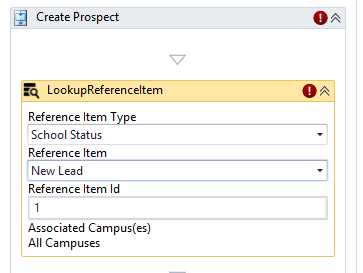 Create Prospect
LookupReferenceItem
Reference Item Type
School Status
Reference Item
New Lead
Reference Item Id
1
Associated Campus(es)
All Campuses